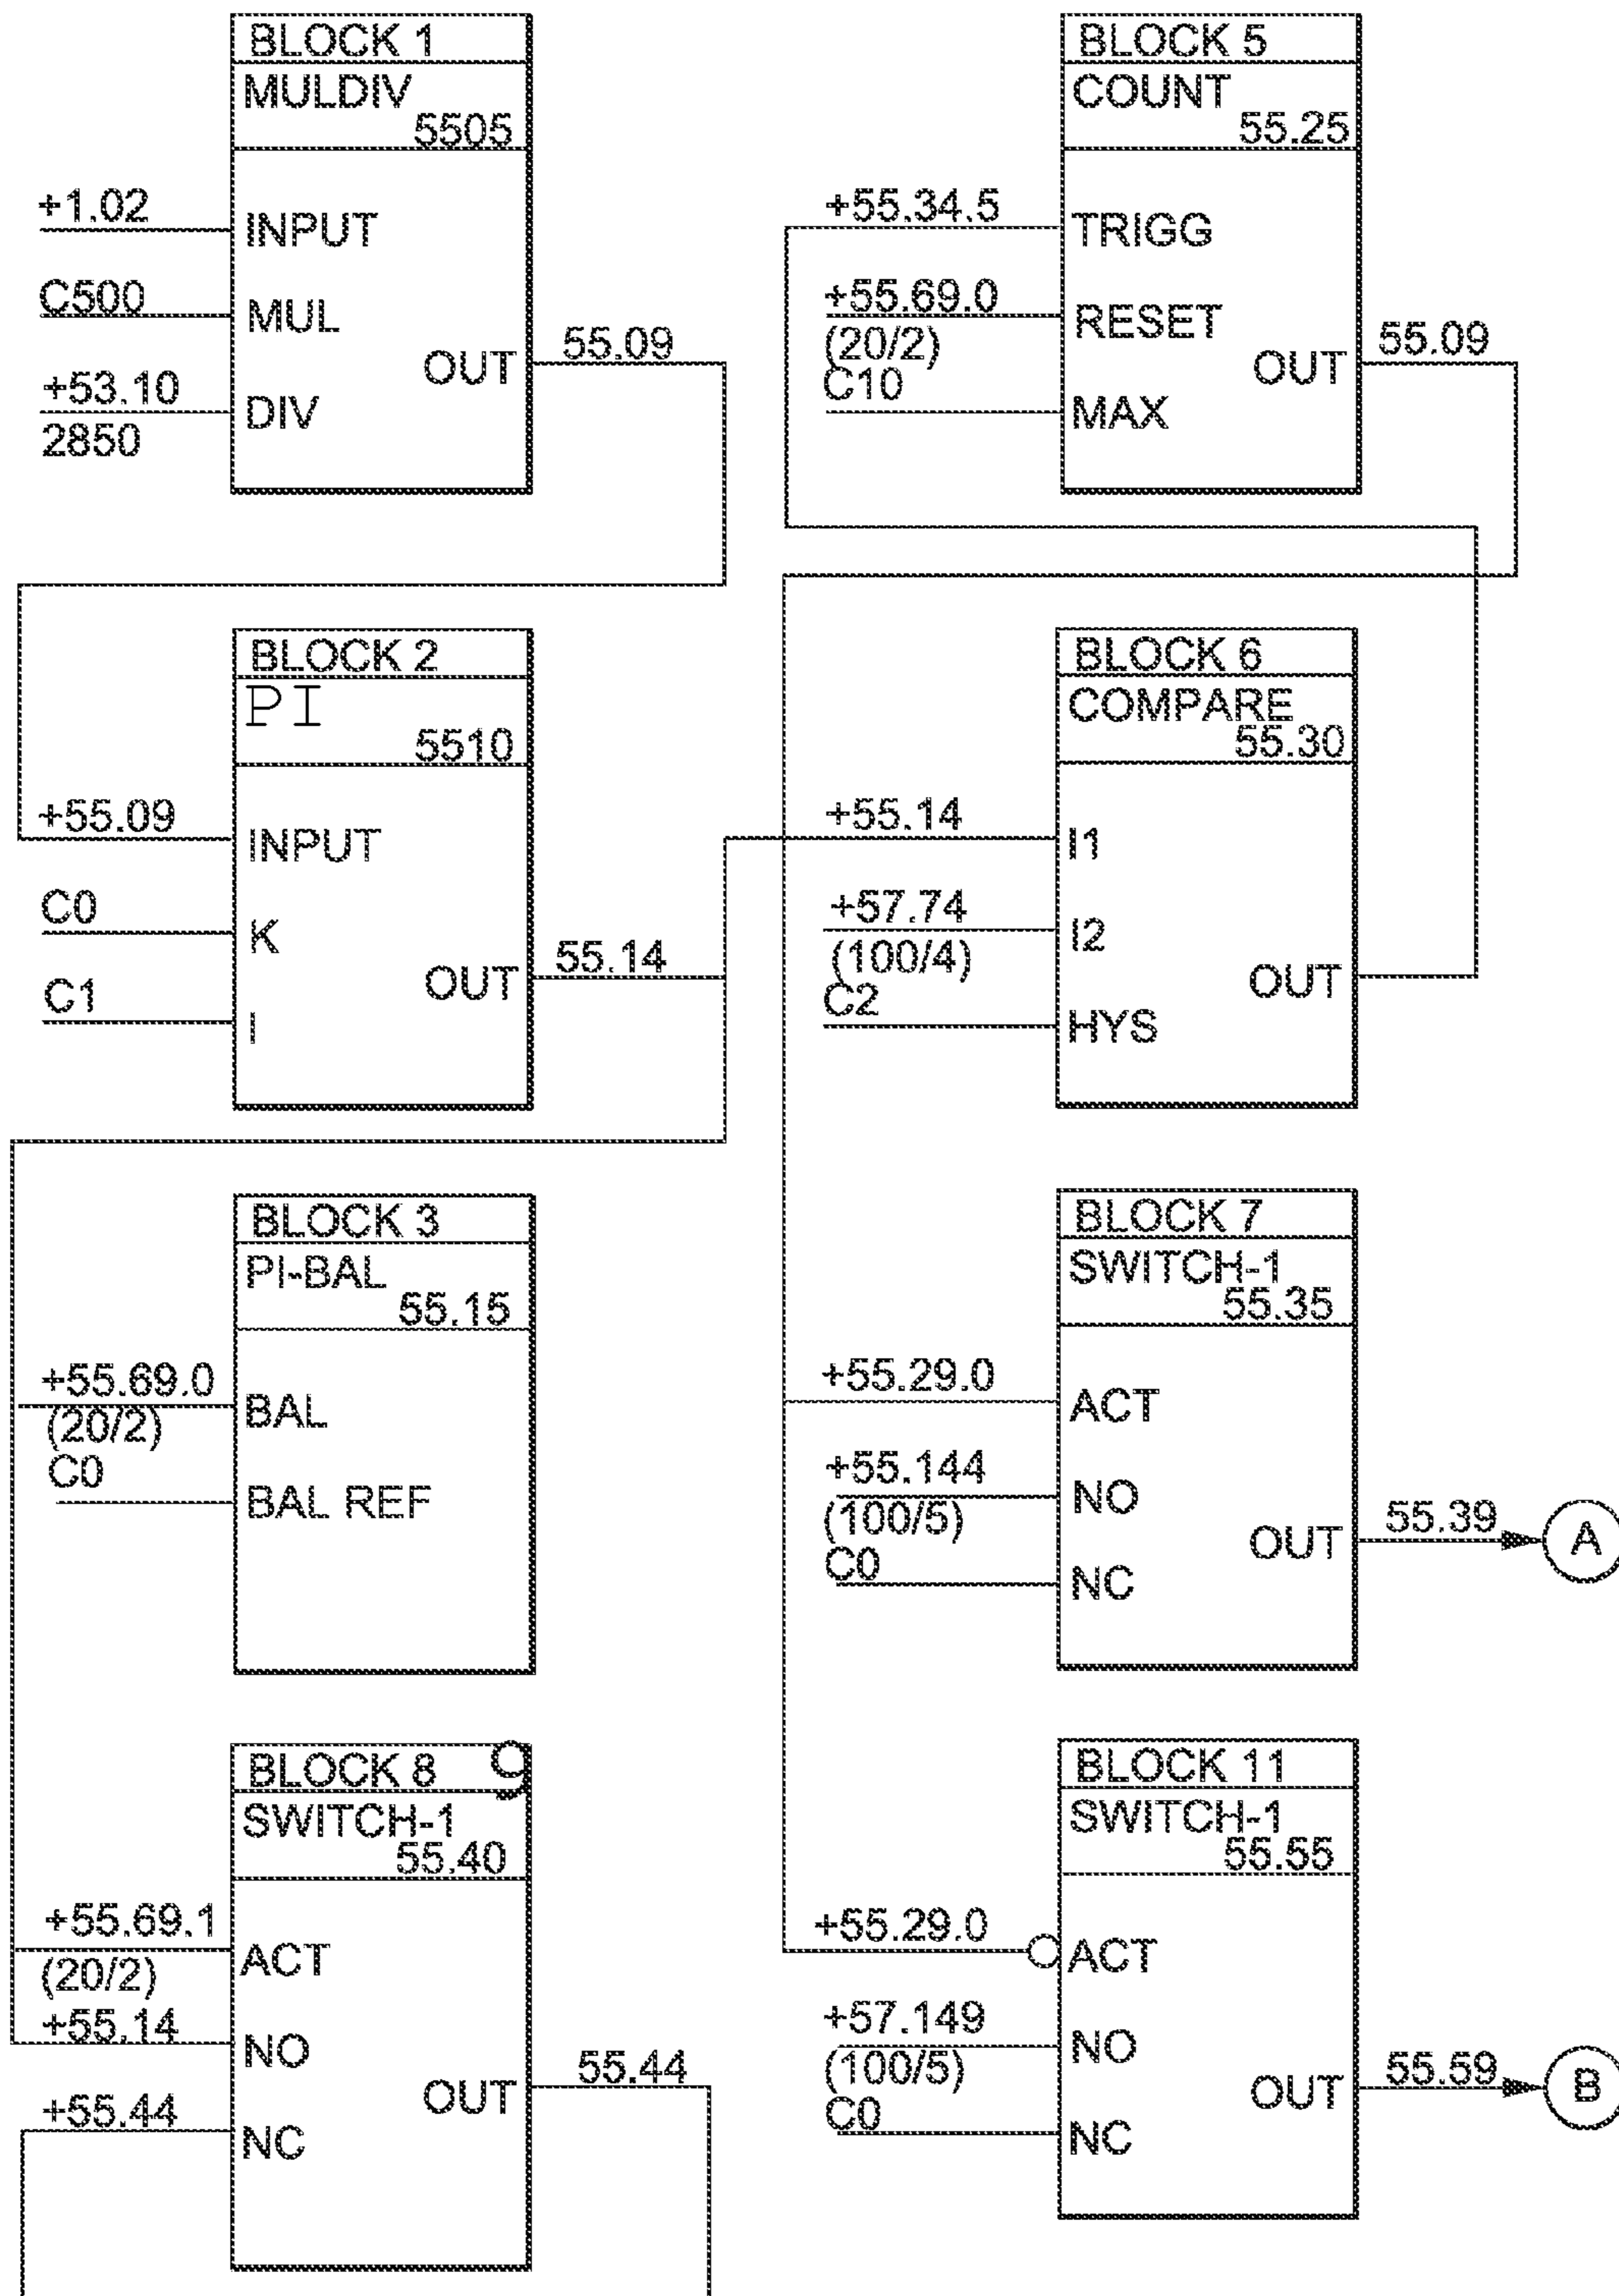 BLOCK 1
MULDIV
5505
+1.02
INPUT
C500
MUL
55.09
OUT
+53.10
DIV
2850
BLOCK 2
PI
5510
+55.09
INPUT
C0
K
55.14
OUT
C1
I
BLOCK 3
PI-BAL
55.15
+55.69.0
BAL
(20/2)
C0
BAL REF
BLOCK 8 9
SWITCH-1
55.40
+55.69.1
ACT
(20/2)
+55.14
NO
55.44
OUT
+55.44
NC
BLOCK 5
COUNT
55.25
+55.34.5
TRIGG
+55.69.0
RESET
(20/2)
55.09
OUT
C10
MAX
BLOCK 6
COMPARE
55.30
+55.14
I1
+57.74
I2
(100/4)
OUT
C2
HYS
BLOCK 7
SWITCH-1
55.35
+55.29.0
ACT
+55.144
NO
(100/5)
55.39
A
OUT
C0
NC
BLOCK 11
SWITCH-1
55.55
+55.29.0
ACT
+57.149
NO
(100/5)
55.59
B
OUT
C0
NC